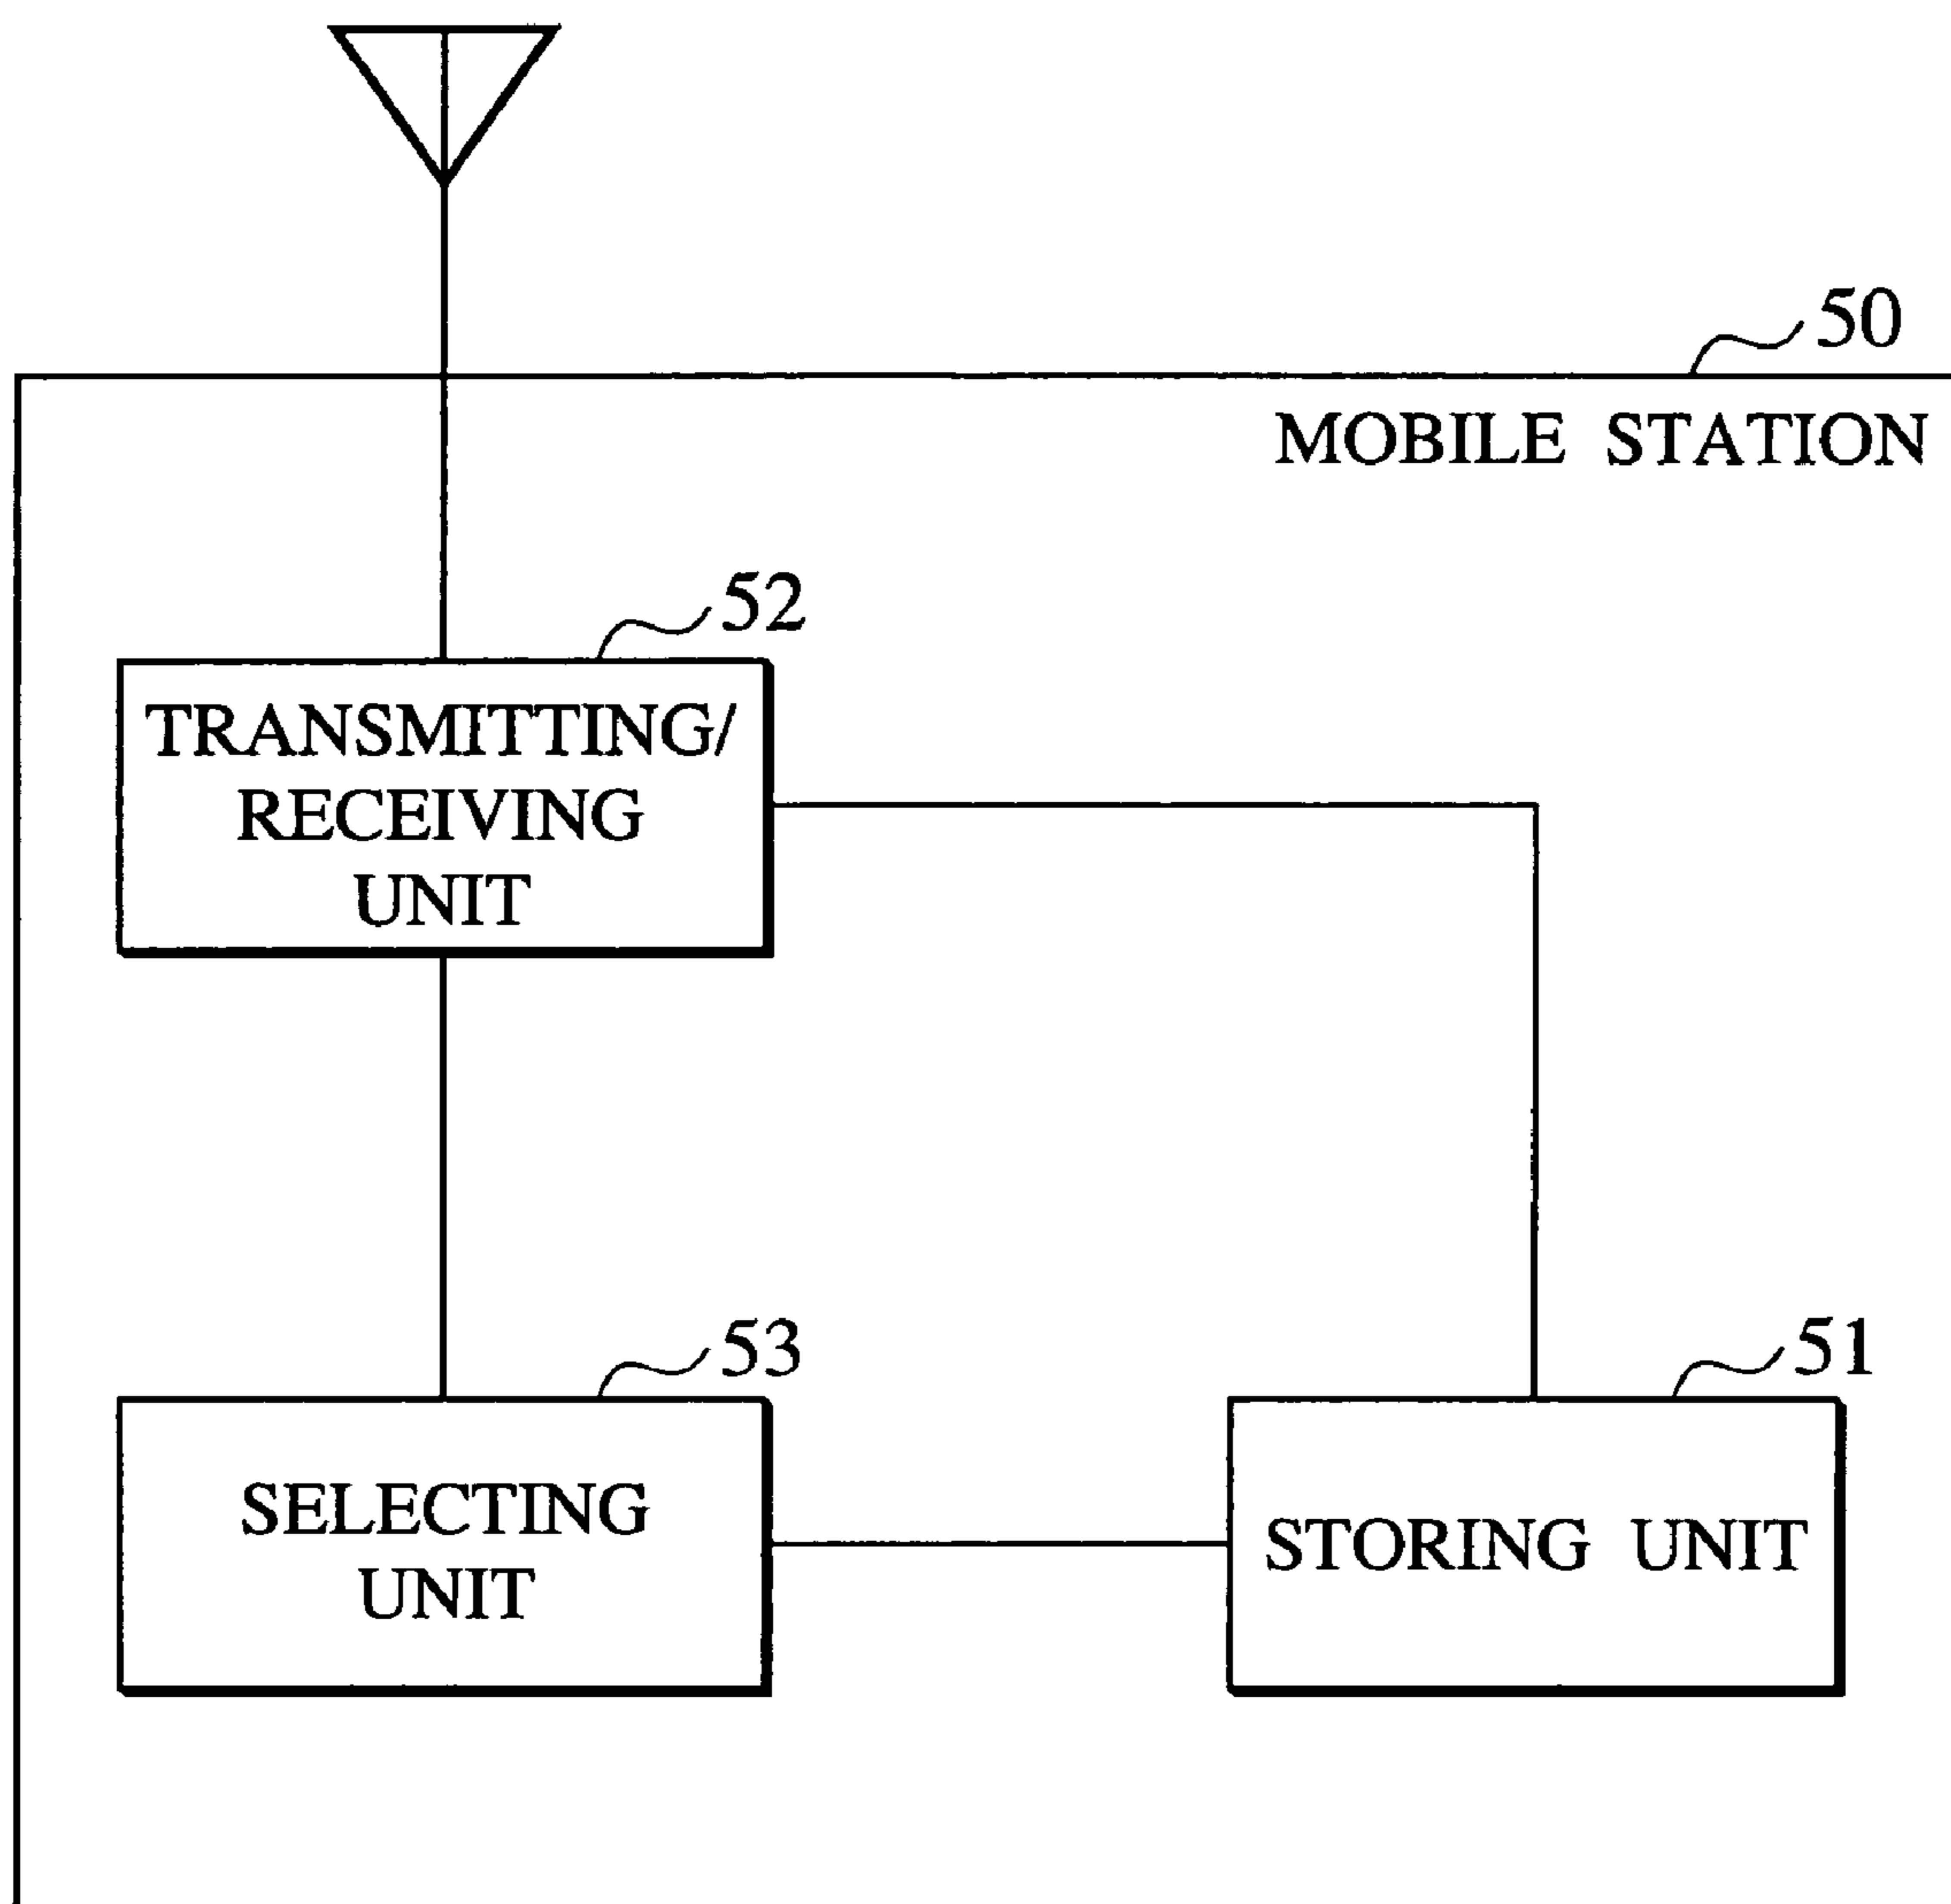 50
MOBILE STATION
52
TRANSMITTING/
RECEIVING
UNIT
53
SELECTING
UNIT
51
STORING UNIT